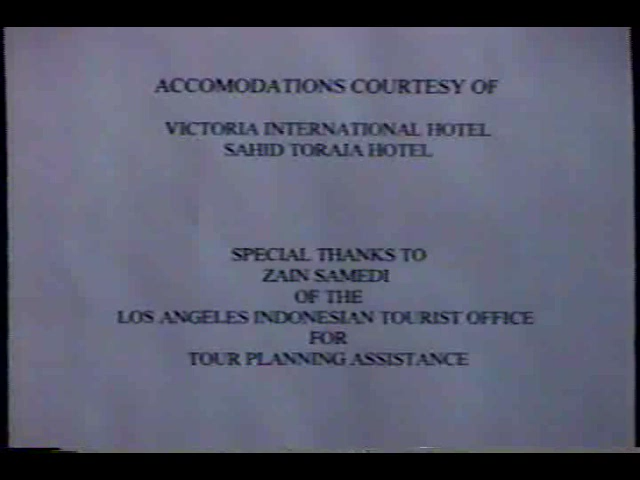 ACCOMODATIONS COURTESY OF
VICTORIA INTERNATIONAL HOTEL
SAHID TORAJA HOTEL
SPECIAL THANKS TO
ZAIN SAMEDI
OF THE
LOS ANGELES INDONESIAN TOURIST OFFICE
FOR
TOUR PLANNING ASSISTANCE